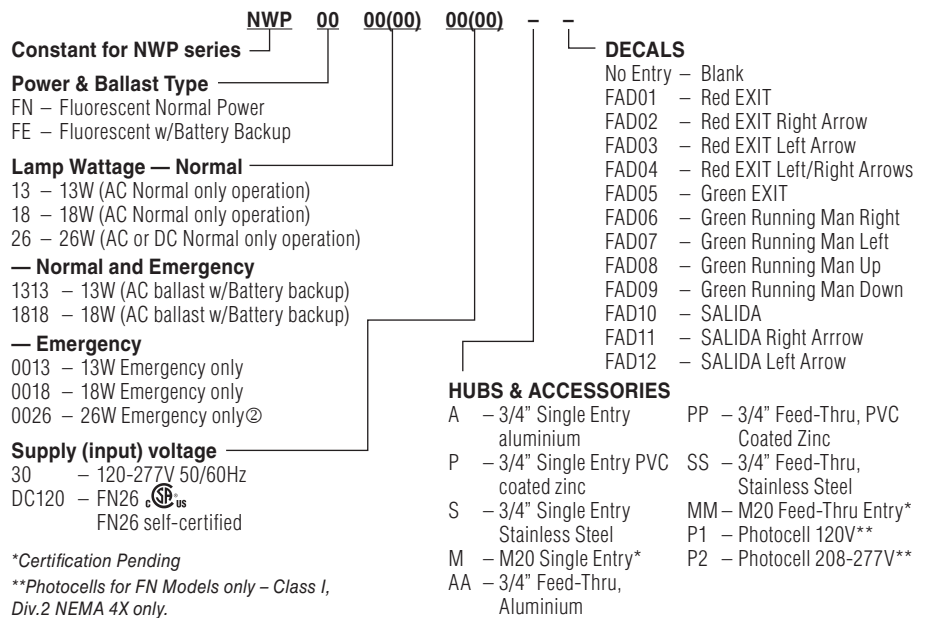 NWP 00 00(00) 00(00) – –
Constant for NWP series
Power & Ballast Type
FN – Fluorescent Normal Power
FE – Fluorescent w/Battery Backup
Lamp Wattage — Normal
13 – 13W (AC Normal only operation)
18 – 18W (AC Normal only operation)
26 – 26W (AC or DC Normal only operation)
— Normal and Emergency
1313 – 13W (AC ballast w/Battery backup)
1818 – 18W (AC ballast w/Battery backup)
— Emergency
0013 – 13W Emergency only
0018 – 18W Emergency only
0026 – 26W Emergency only②
Supply (input) voltage
30 – 120-277V 50/60Hz
DC120 – FN26 c SA® us
FN26 self-certified
*Certification Pending
**Photocells for FN Models only – Class I,
Div.2 NEMA 4X only.
DECALS
No Entry – Blank
FAD01 – Red EXIT
FAD02 – Red EXIT Right Arrow
FAD03 – Red EXIT Left Arrow
FAD04 – Red EXIT Left/Right Arrows
FAD05 – Green EXIT
FAD06 – Green Running Man Right
FAD07 – Green Running Man Left
FAD08 – Green Running Man Up
FAD09 – Green Running Man Down
FAD10 – SALIDA
FAD11 – SALIDA Right Arrrow
FAD12 – SALIDA Left Arrow
HUBS & ACCESSORIES
A – 3/4” Single Entry
aluminium
P – 3/4” Single Entry PVC
coated zinc
S – 3/4” Single Entry
Stainless Steel
M – M20 Single Entry*
AA – 3/4” Feed-Thru,
Aluminium
PP – 3/4” Feed-Thru, PVC
Coated Zinc
SS – 3/4” Feed-Thru,
Stainless Steel
MM – M20 Feed-Thru Entry*
P1 – Photocell 120V**
P2 – Photocell 208-277V**